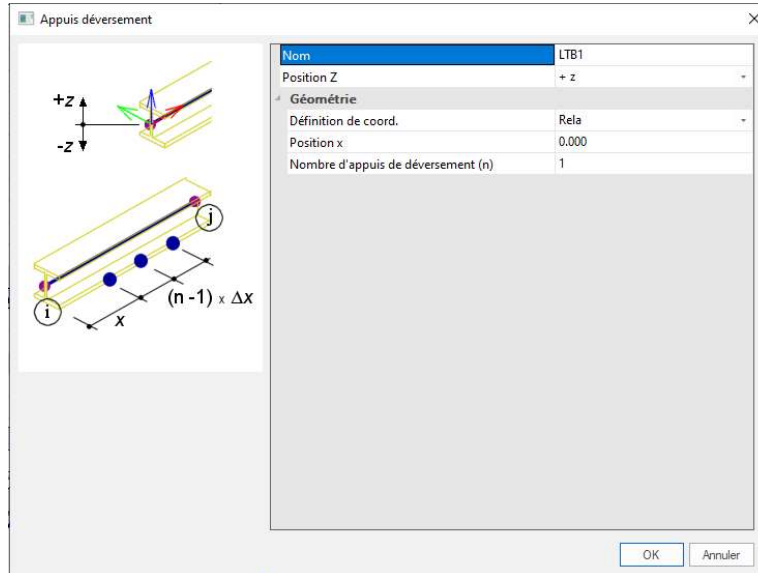 Appuis déversement
Nom LTB1
Position Z + z
Géométrie
Définition de coord. Rela
Position x 0.000
Nombre d'appuis de déversement (n) 1
+z
-z
j
(n -1) x Δx
x
i
OK Annuler